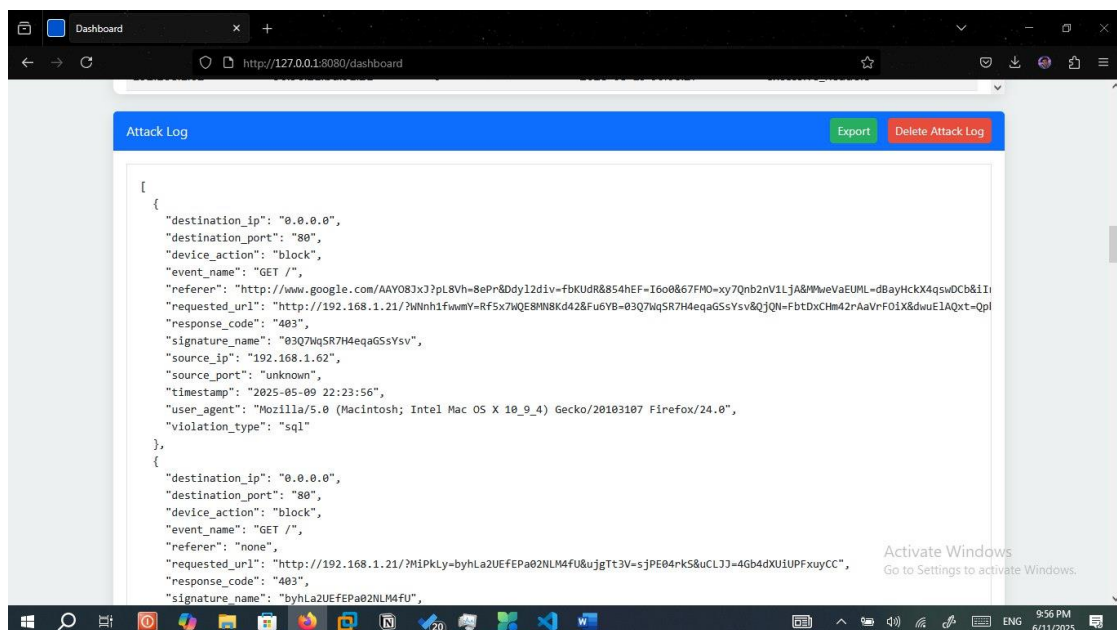 Dashboard
http://127.0.0.1:8080/dashboard
Attack Log
Export
Delete Attack Log
[
{
"destination_ip": "0.0.0.0",
"destination_port": "80",
"device_action": "block",
"event_name": "GET /",
"referer": "http://www.google.com/AAYO8JxJ?pL8Vh=8ePr&Ddyl2div=fbKUdR&854hEF=I6o0&67FMO=xy7Qnb2nV1LjA&MMweVaEUML=dBayHckX4qswDCb&iI
"requested_url": "http://192.168.1.21/?WNnh1fwwmY=Rf5x7WQE8MN8Kd42&Fu6YB=03Q7WqSR7H4eqaGSsYsv&QjQN=FbtDxCHm42rAaVrFOiX&dwuElAQxt=Qp
"response_code": "403",
"signature_name": "03Q7WqSR7H4eqaGSsYsv",
"source_ip": "192.168.1.62",
"source_port": "unknown",
"timestamp": "2025-05-09 22:23:56",
"user_agent": "Mozilla/5.0 (Macintosh; Intel Mac OS X 10_9_4) Gecko/20103107 Firefox/24.0",
"violation_type": "sql"
},
{
"destination_ip": "0.0.0.0",
"destination_port": "80",
"device_action": "block",
"event_name": "GET /",
"referer": "none",
"requested_url": "http://192.168.1.21/?MiPkLy=byhLa2UEfEPa02NLM4fU&ujgTt3V=sjPE04rkS&uCLJJ=4Gb4dXUiUPFxuyCC",
"response_code": "403",
"signature_name": "byhLa2UEfEPa02NLM4fU",
Activate Windows
Go to Settings to activate Windows.
20
ENG
9:56 PM
6/11/2025